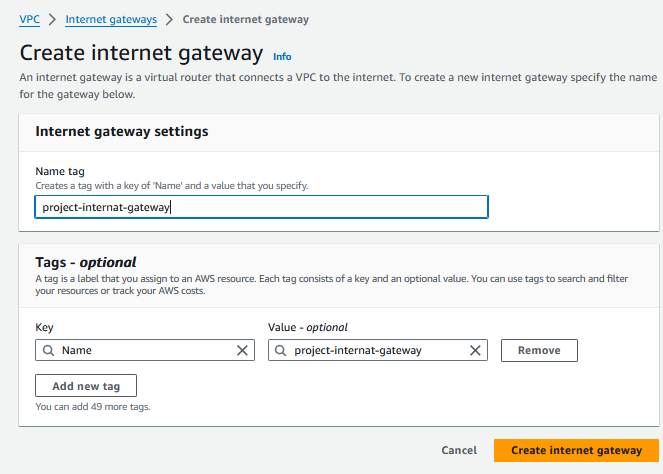 VPC > Internet gateways > Create internet gateway
Create internet gateway Info
An internet gateway is a virtual router that connects a VPC to the internet. To create a new internet gateway specify the name
for the gateway below.
Internet gateway settings
Name tag
Creates a tag with a key of 'Name' and a value that you specify.
project-internat-gateway
Tags - optional
A tag is a label that you assign to an AWS resource. Each tag consists of a key and an optional value. You can use tags to search and filter
your resources or track your AWS costs.
Key Value - optional
Name project-internat-gateway Remove
Add new tag
You can add 49 more tags.
Cancel Create internet gateway